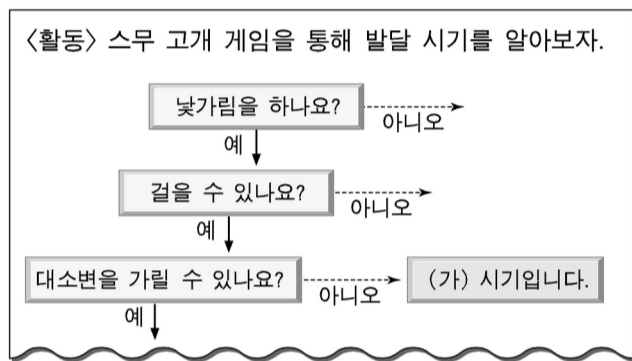 〈활동〉 스무 고개 게임을 통해 발달 시기를 알아보자.
낯가림을 하나요?
아니오
예
걸을 수 있나요?
아니오
예
대소변을 가릴 수 있나요?
아니오
(가) 시기입니다.
예